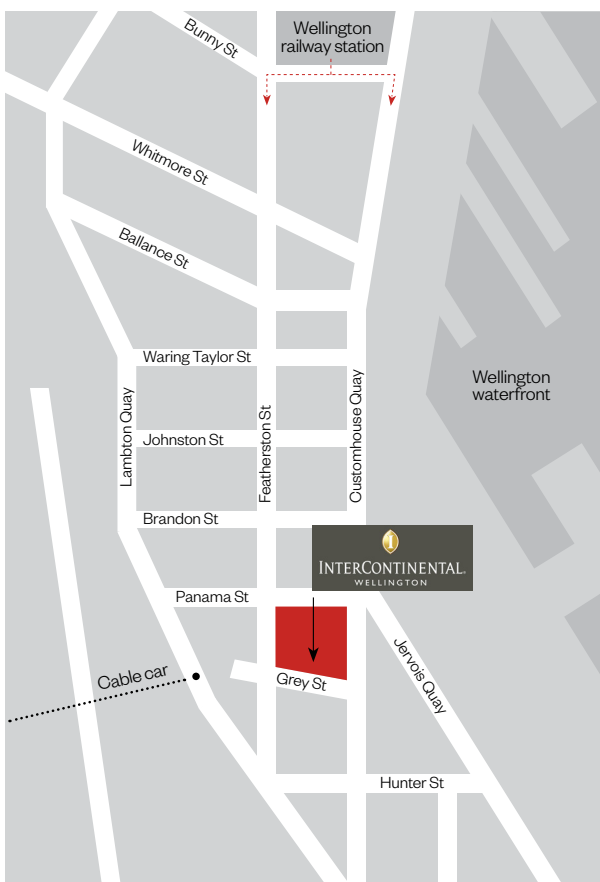 Bunny St
Wellington
railway station
Whitmore St
Ballance St
Waring Taylor St
Wellington
waterfront
Lambton Quay
Featherston St
Customhouse Quay
Johnston St
Brandon St
INTERCONTINENTAL®
WELLINGTON
Panama St
Jervois Quay
Cable car
Grey St
Hunter St